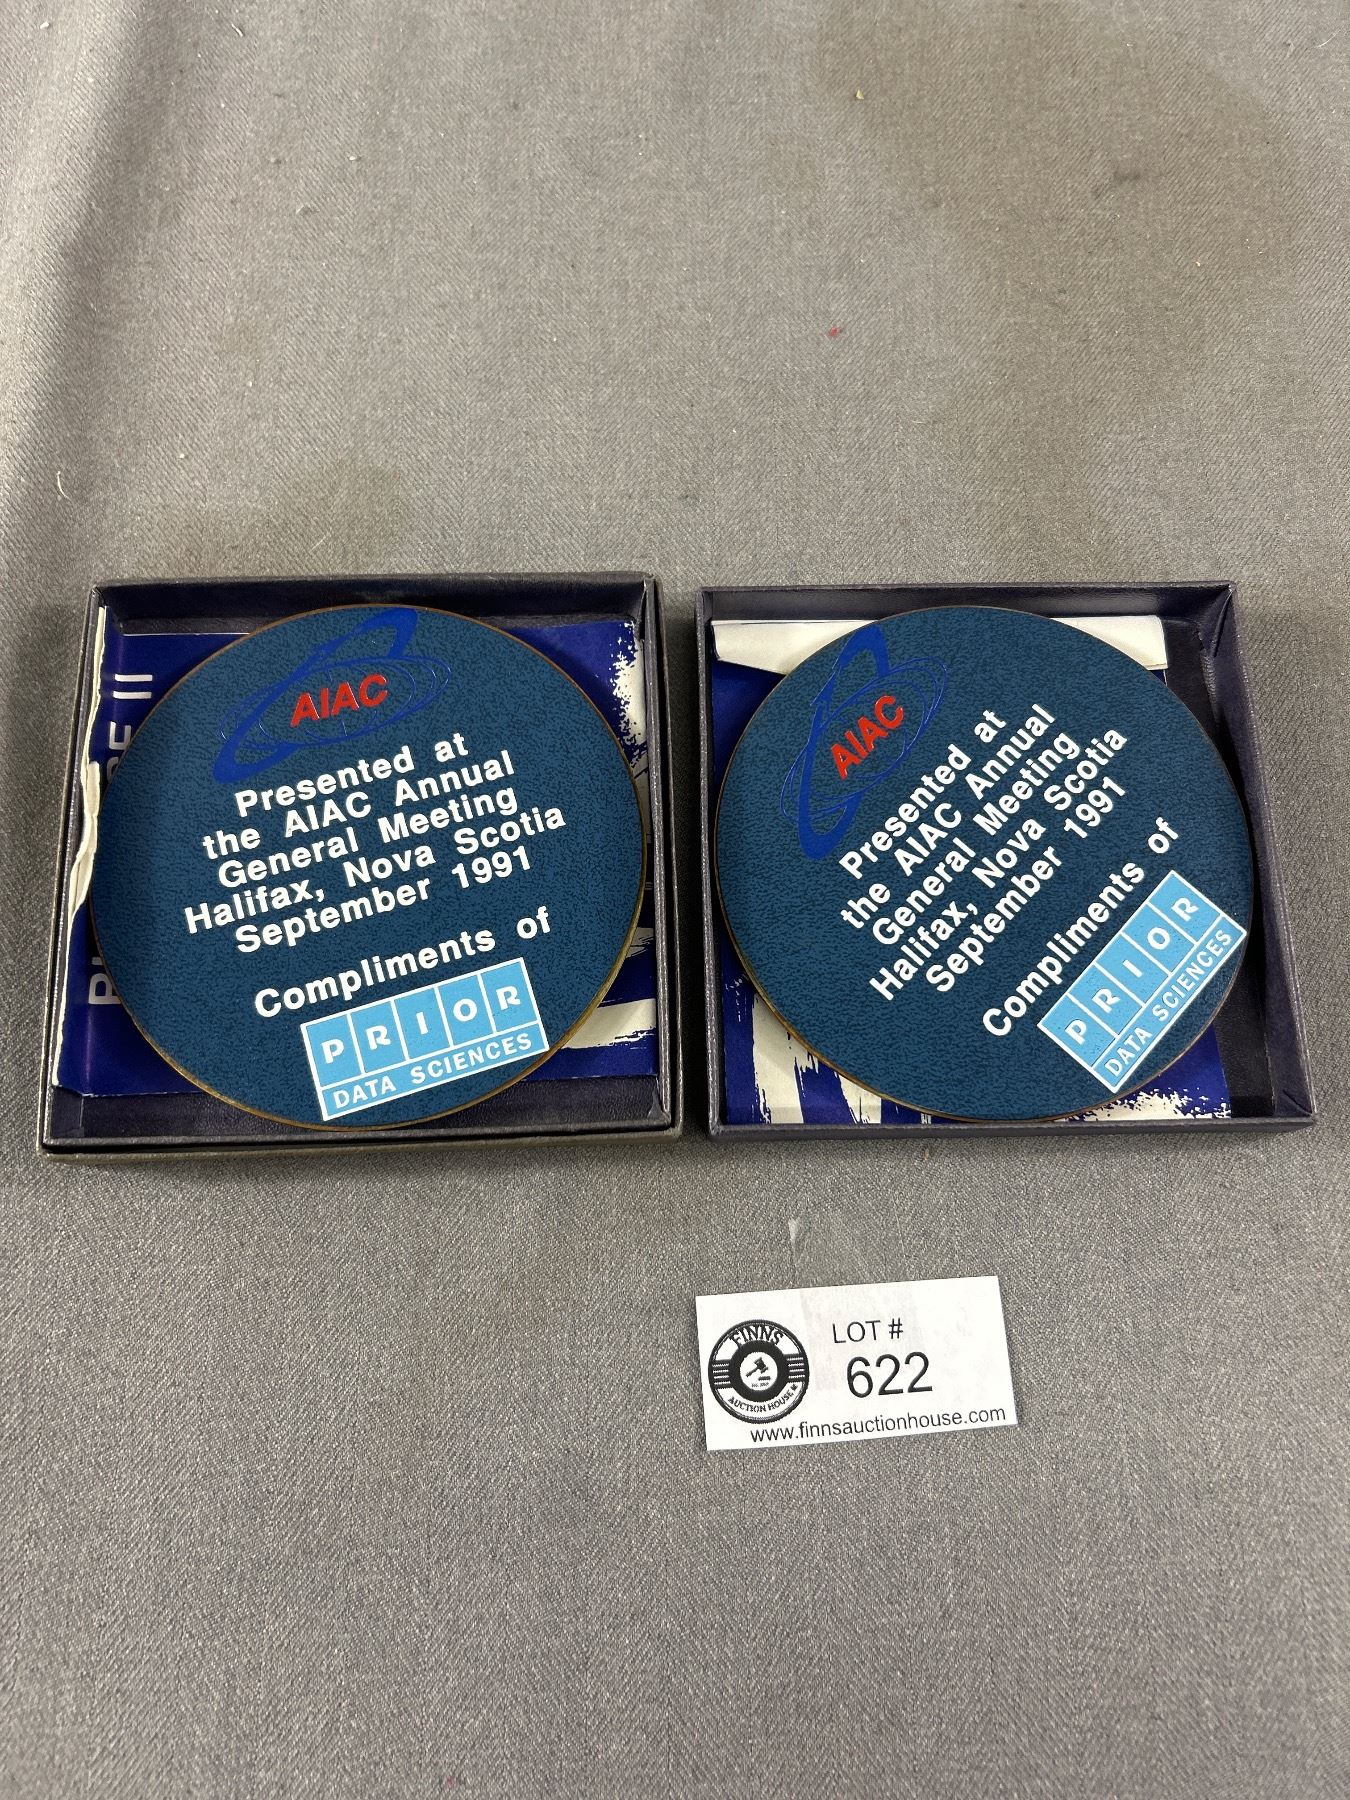 AIAC
Presented at
the AIAC Annual
General Meeting
Halifax, Nova Scotia
September 1991
Compliments of
PRIOR
DATA SCIENCES
AIAC
Presented at
the AIAC Annual
General Meeting
Halifax, Nova Scotia
September 1991
Compliments of
PRIOR
DATA SCIENCES
FINNS
AUCTION HOUSE
LOT #
622
www.finnsauctionhouse.com